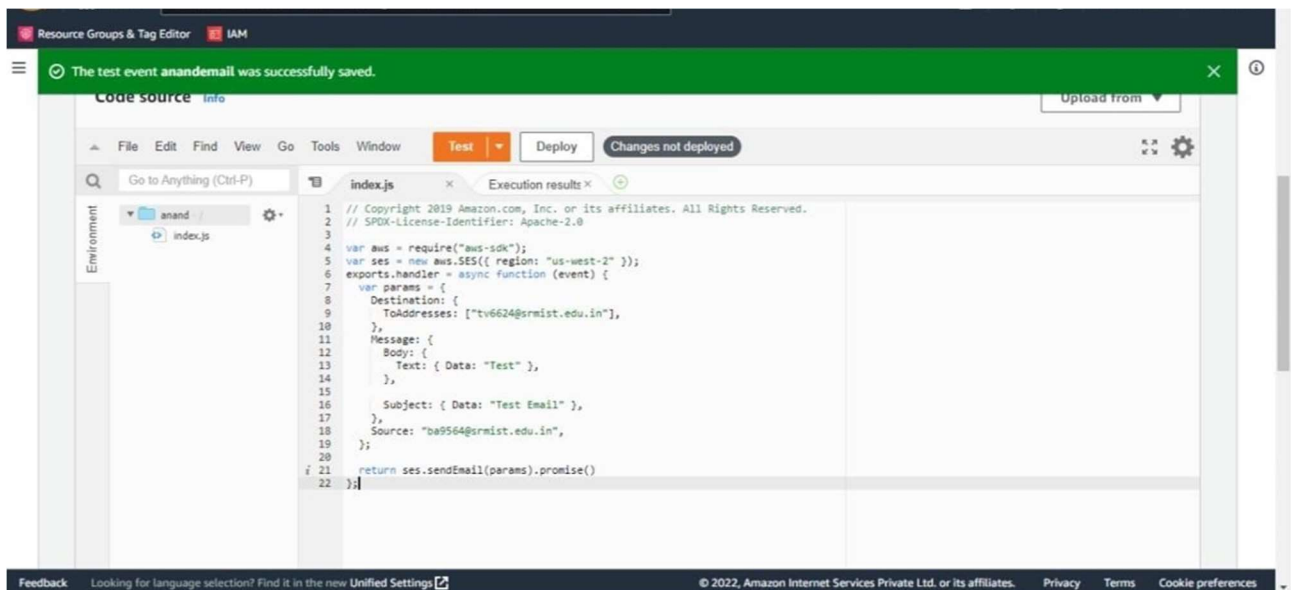 Resource Groups & Tag Editor IAM
The test event anandemail was successfully saved.
Code source Info
Upload from
File Edit Find View Go Tools Window Test Deploy Changes not deployed
Go to Anything (Ctrl-P)
index.js × Execution results ×
Environment
anand /
index.js
1 // Copyright 2019 Amazon.com, Inc. or its affiliates. All Rights Reserved.
2 // SPDX-License-Identifier: Apache-2.0
3
4 var aws = require("aws-sdk");
5 var ses = new aws.SES({ region: "us-west-2" });
6 exports.handler = async function (event) {
7 var params = {
8 Destination: {
9 ToAddresses: ["tv6624@srmist.edu.in"],
10 },
11 Message: {
12 Body: {
13 Text: { Data: "Test" },
14 },
15
16 Subject: { Data: "Test Email" },
17 },
18 Source: "ba9564@srmist.edu.in",
19 };
20
i 21 return ses.sendEmail(params).promise()
22 };
Feedback Looking for language selection? Find it in the new Unified Settings © 2022, Amazon Internet Services Private Ltd. or its affiliates. Privacy Terms Cookie preferences